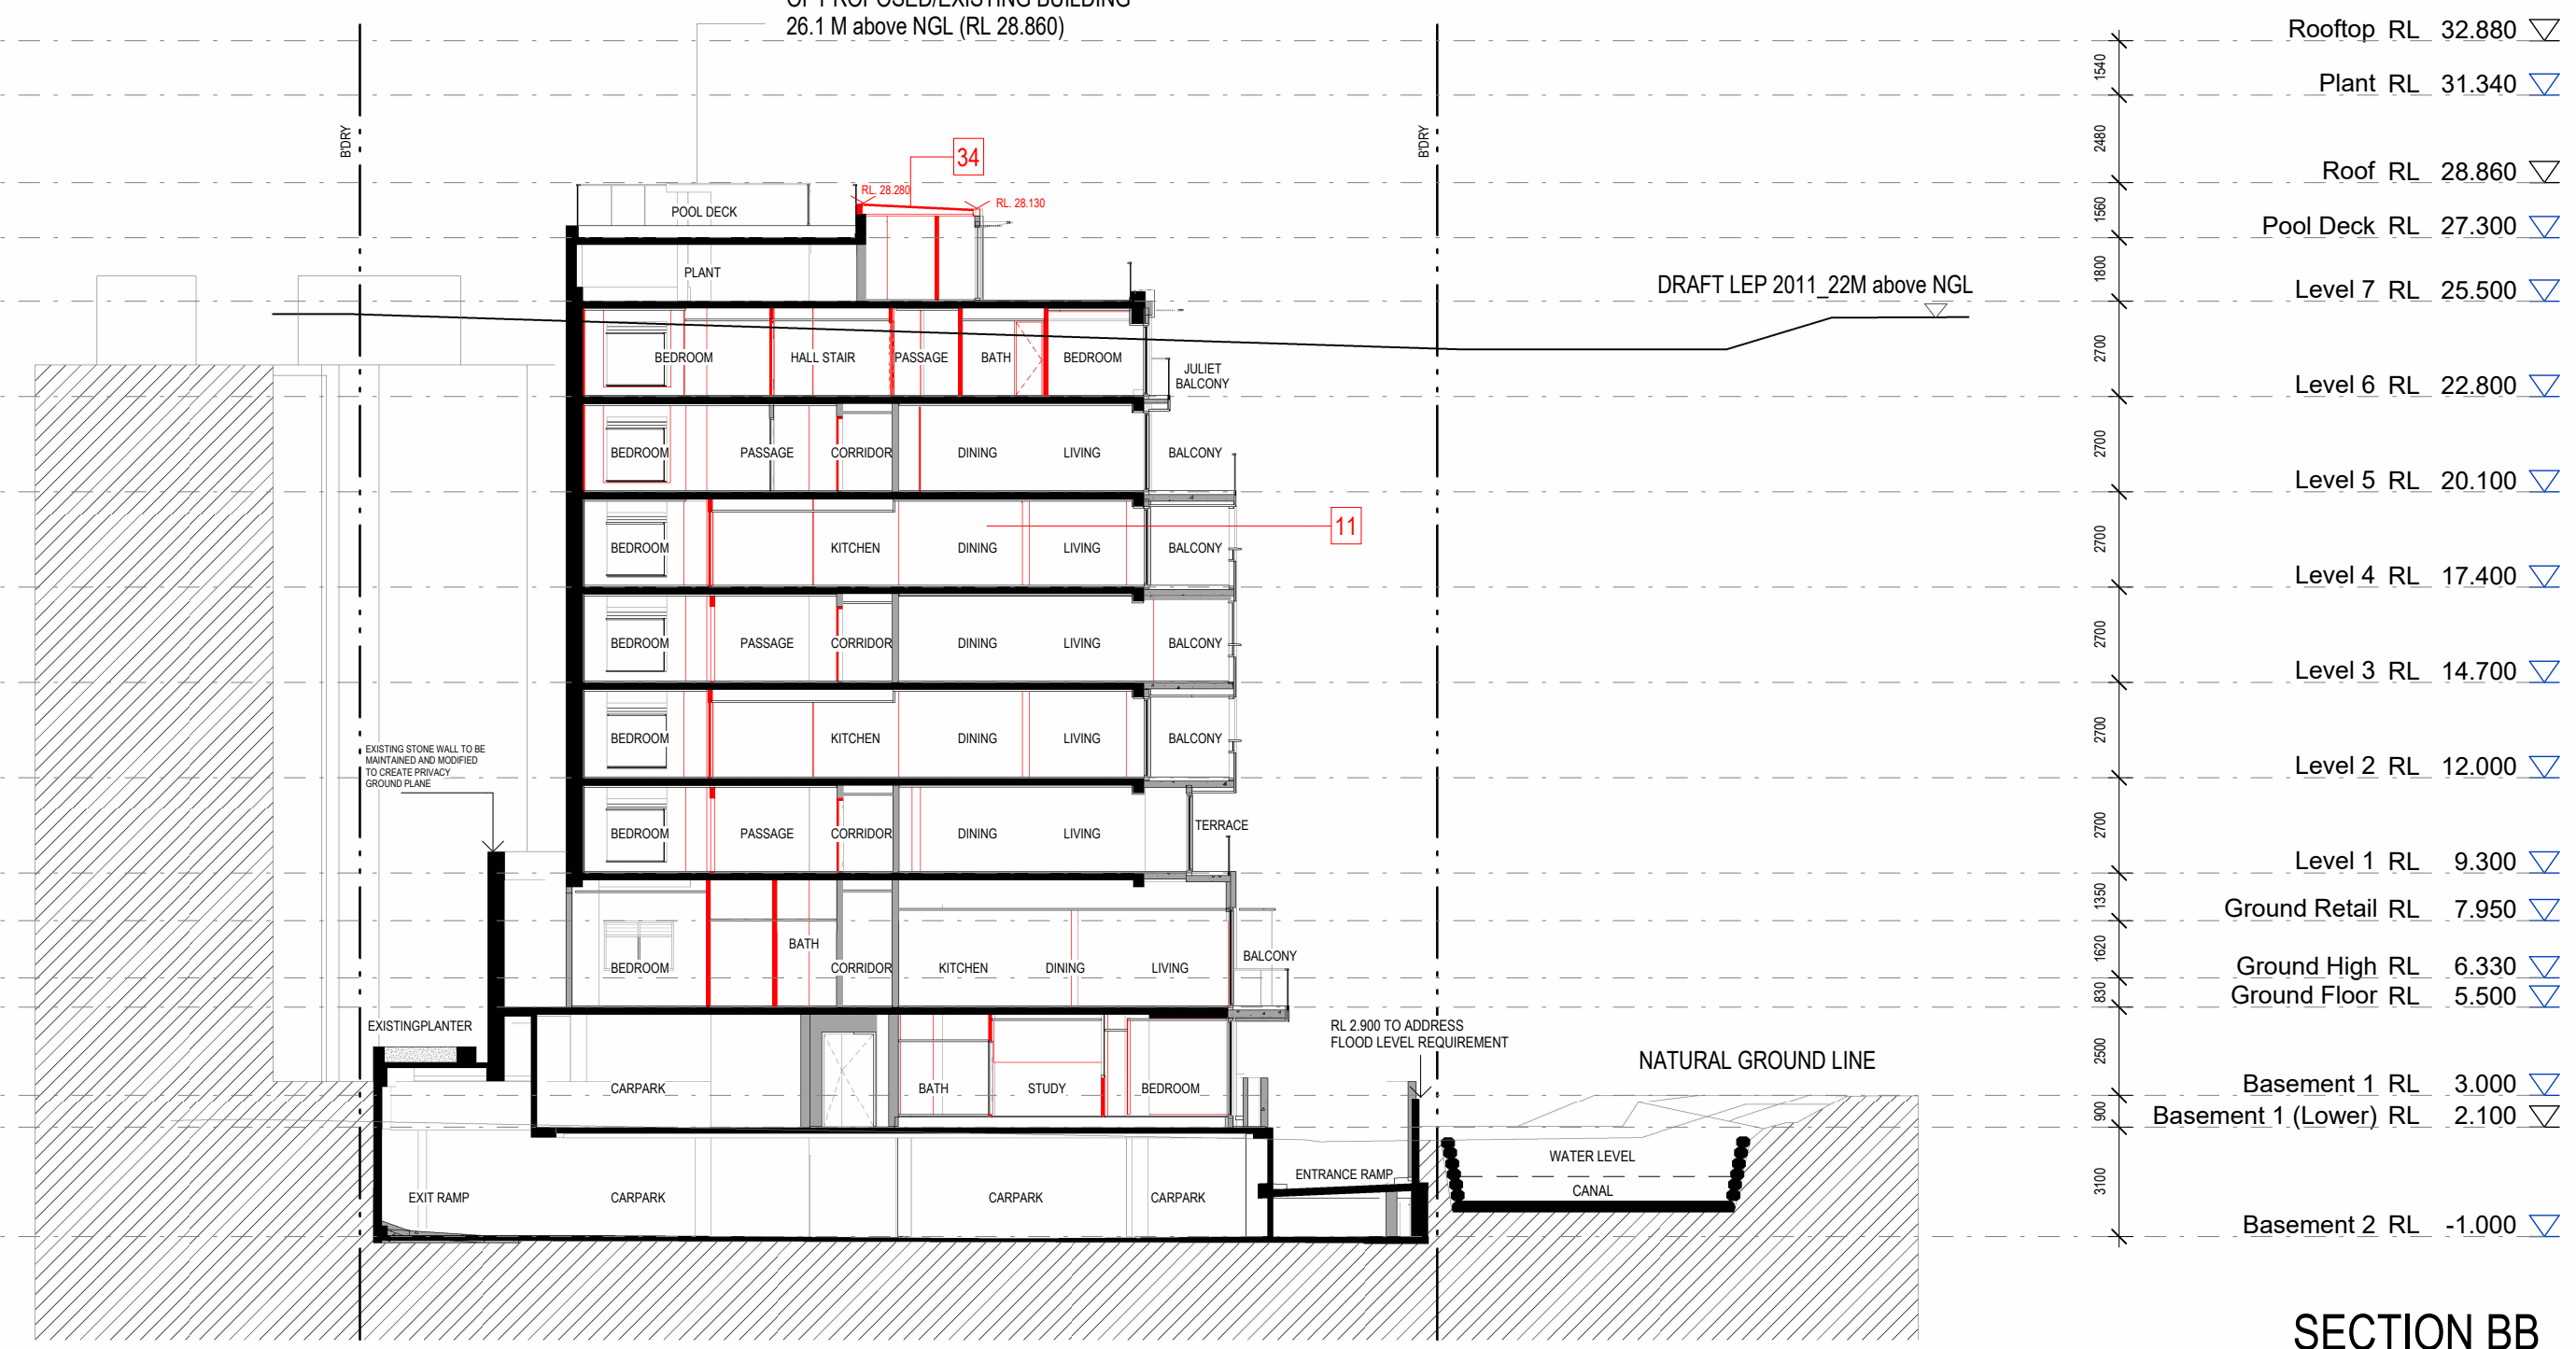 OF PROPOSED/EXISTING BUILDING
26.1 M above NGL (RL 28.860)
Rooftop RL 32.880
1540
Plant RL 31.340
B'DRY
B'DRY
2480
34
Roof RL 28.860
RL. 28.280
RL. 28.130
POOL DECK
1560
Pool Deck RL 27.300
PLANT
1800
DRAFT LEP 2011_22M above NGL
Level 7 RL 25.500
BEDROOM HALL STAIR PASSAGE BATH BEDROOM
JULIET
BALCONY
2700
Level 6 RL 22.800
BEDROOM PASSAGE CORRIDOR DINING LIVING BALCONY
2700
Level 5 RL 20.100
11
BEDROOM KITCHEN DINING LIVING BALCONY
2700
Level 4 RL 17.400
BEDROOM PASSAGE CORRIDOR DINING LIVING BALCONY
2700
Level 3 RL 14.700
BEDROOM KITCHEN DINING LIVING BALCONY
2700
EXISTING STONE WALL TO BE
MAINTAINED AND MODIFIED
TO CREATE PRIVACY
GROUND PLANE
Level 2 RL 12.000
BEDROOM PASSAGE CORRIDOR DINING LIVING
TERRACE
2700
Level 1 RL 9.300
1350
Ground Retail RL 7.950
BATH
BEDROOM CORRIDOR KITCHEN DINING LIVING
BALCONY
1620
Ground High RL 6.330
830
Ground Floor RL 5.500
EXISTINGPLANTER
RL 2.900 TO ADDRESS
FLOOD LEVEL REQUIREMENT
NATURAL GROUND LINE
2500
CARPARK BATH STUDY BEDROOM
Basement 1 RL 3.000
900
Basement 1 (Lower) RL 2.100
WATER LEVEL
ENTRANCE RAMP
CANAL
EXIT RAMP CARPARK CARPARK CARPARK
3100
Basement 2 RL -1.000
SECTION BB